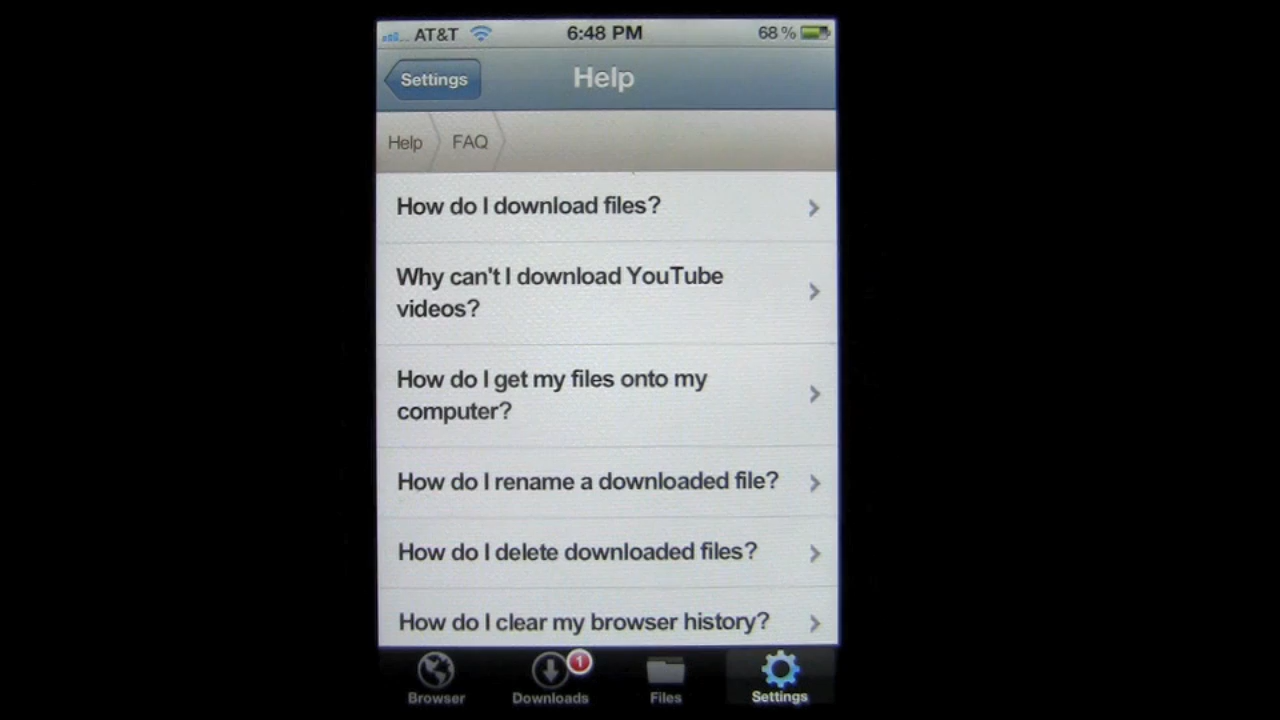 AT&T 6:48 PM 68 %
Settings Help
Help FAQ
How do I download files?
Why can't I download YouTube
videos?
How do I get my files onto my
computer?
How do I rename a downloaded file?
How do I delete downloaded files?
How do I clear my browser history?
1
Browser Downloads Files Settings